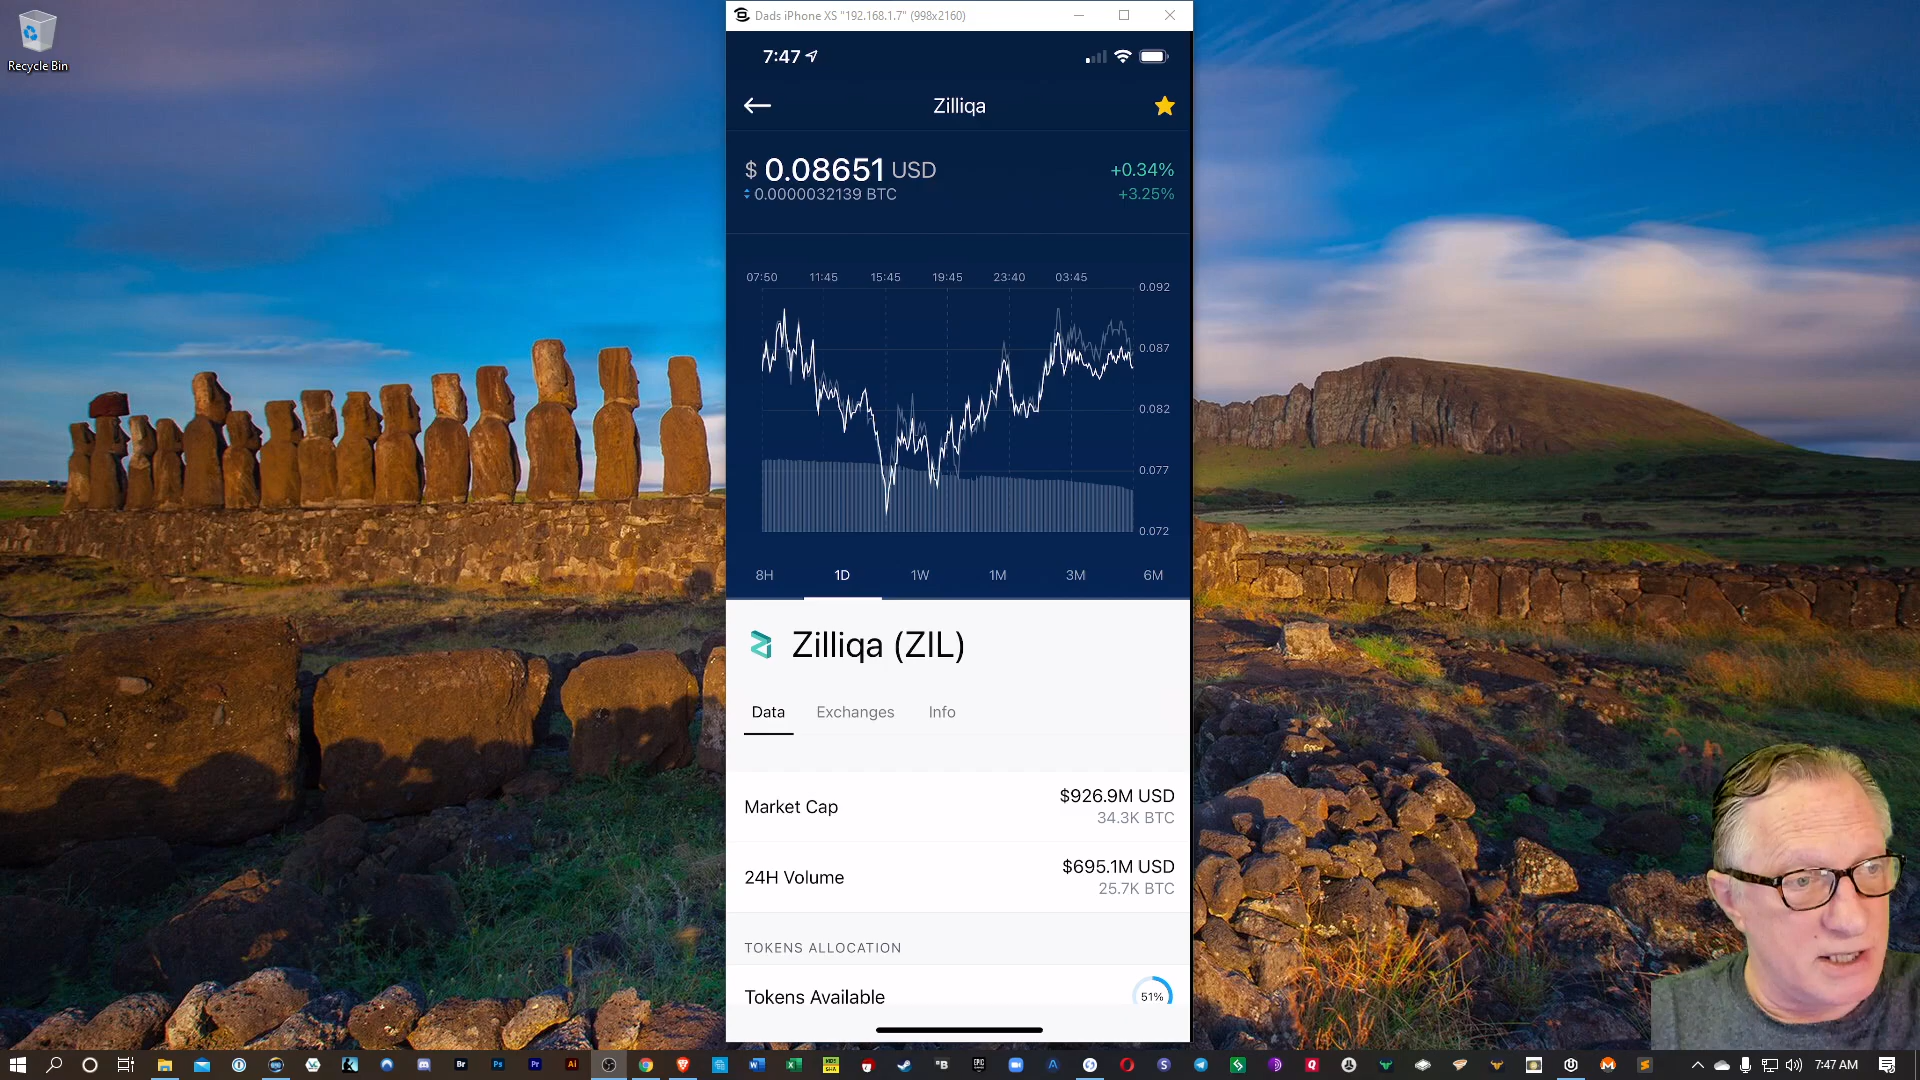 Recycle Bin
Dads iPhone XS "192.168.1.7" (998x2160)
7:47
Zilliqa
$ 0.08651 USD
+0.34%
0.0000032139 BTC
+3.25%
07:50 11:45 15:45 19:45 23:40 03:45
0.092
0.087
0.082
0.077
0.072
8H 1D 1W 1M 3M 6M
Zilliqa (ZIL)
Data Exchanges Info
Market Cap
$926.9M USD
34.3K BTC
24H Volume
$695.1M USD
25.7K BTC
TOKENS ALLOCATION
Tokens Available
51%
Br Ps Pr Ai
7:47 AM